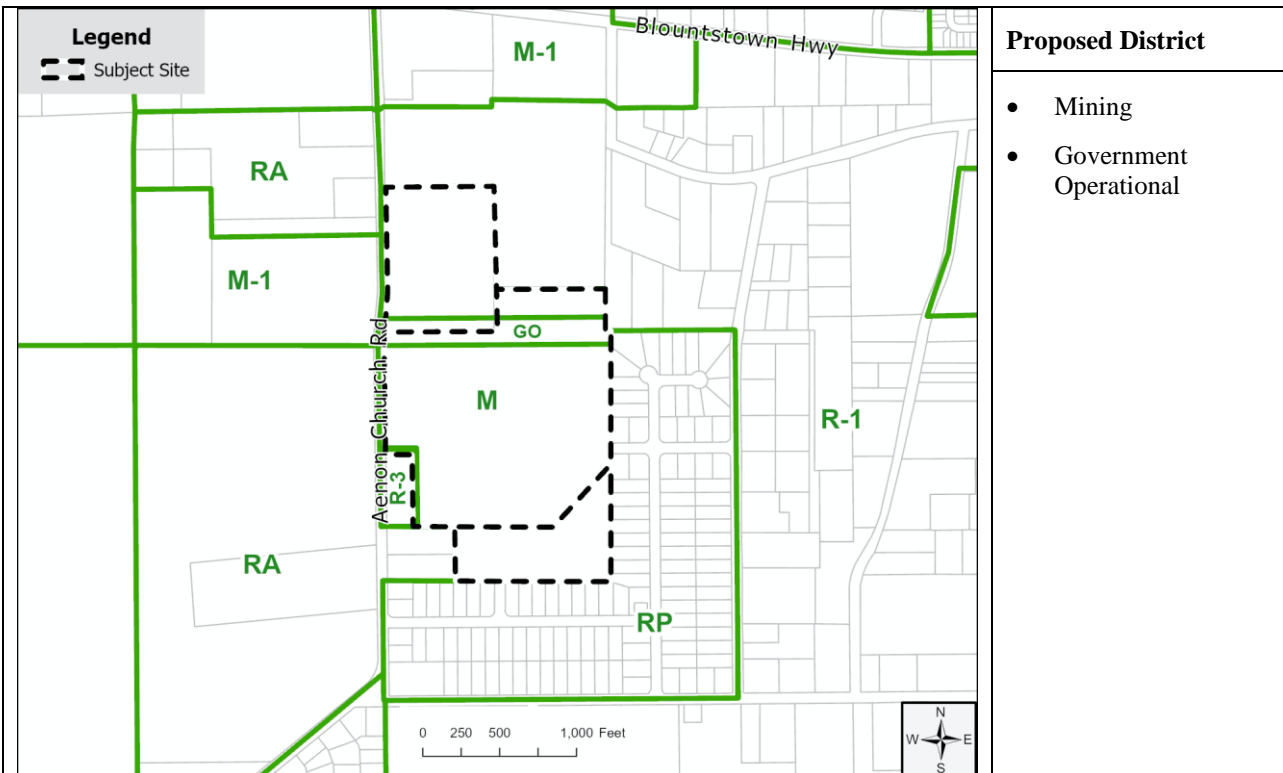 Legend
Subject Site
Blountstown Hwy
M-1
RA
M-1
GO
Aenon Church Rd
M
R-1
R-3
RA
RP
0 250 500 1,000 Feet
N
W E
S
Proposed District
• Mining
• Government
Operational